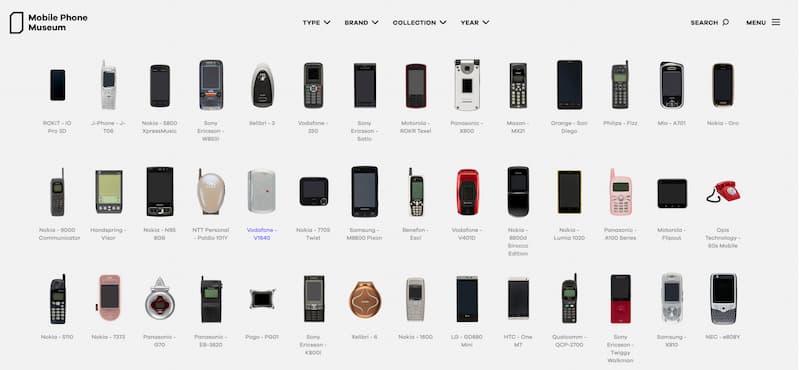 Mobile Phone
Museum
TYPE BRAND COLLECTION YEAR
SEARCH MENU
ROKiT - iO
Pro 3D
J-Phone - J-
T06
Nokia - 5800
XpressMusic
Sony
Ericsson -
W850i
Xelibri - 3
Vodafone -
250
Sony
Ericsson -
Satio
Motorola -
ROKR Texel
Panasonic -
X800
Maxon -
MX21
Orange - San
Diego
Philips - Fizz
Mio - A701
Nokia - Oro
Nokia - 9000
Communicator
Handspring -
Visor
Nokia - N95
8GB
NTT Personal
- Paldio 101Y
Vodafone -
V1640
Nokia - 7705
Twist
Samsung -
M8800 Pixon
Benefon -
Esc!
Vodafone -
V401D
Nokia -
8800d
Sirocco
Edition
Nokia -
Lumia 1020
Panasonic -
A100 Series
Motorola -
Flipout
Opis
Technology -
60s Mobile
Nokia - 5110
Nokia - 7373
Panasonic -
G70
Panasonic -
EB-3620
Pogo - PG01
Sony
Ericsson -
K800i
Xelibri - 6
Nokia - 1600
LG - GD880
Mini
HTC - One
M7
Qualcomm -
QCP-2700
Sony
Ericsson -
Twiggy
Walkman
Samsung -
X810
NEC - e808Y